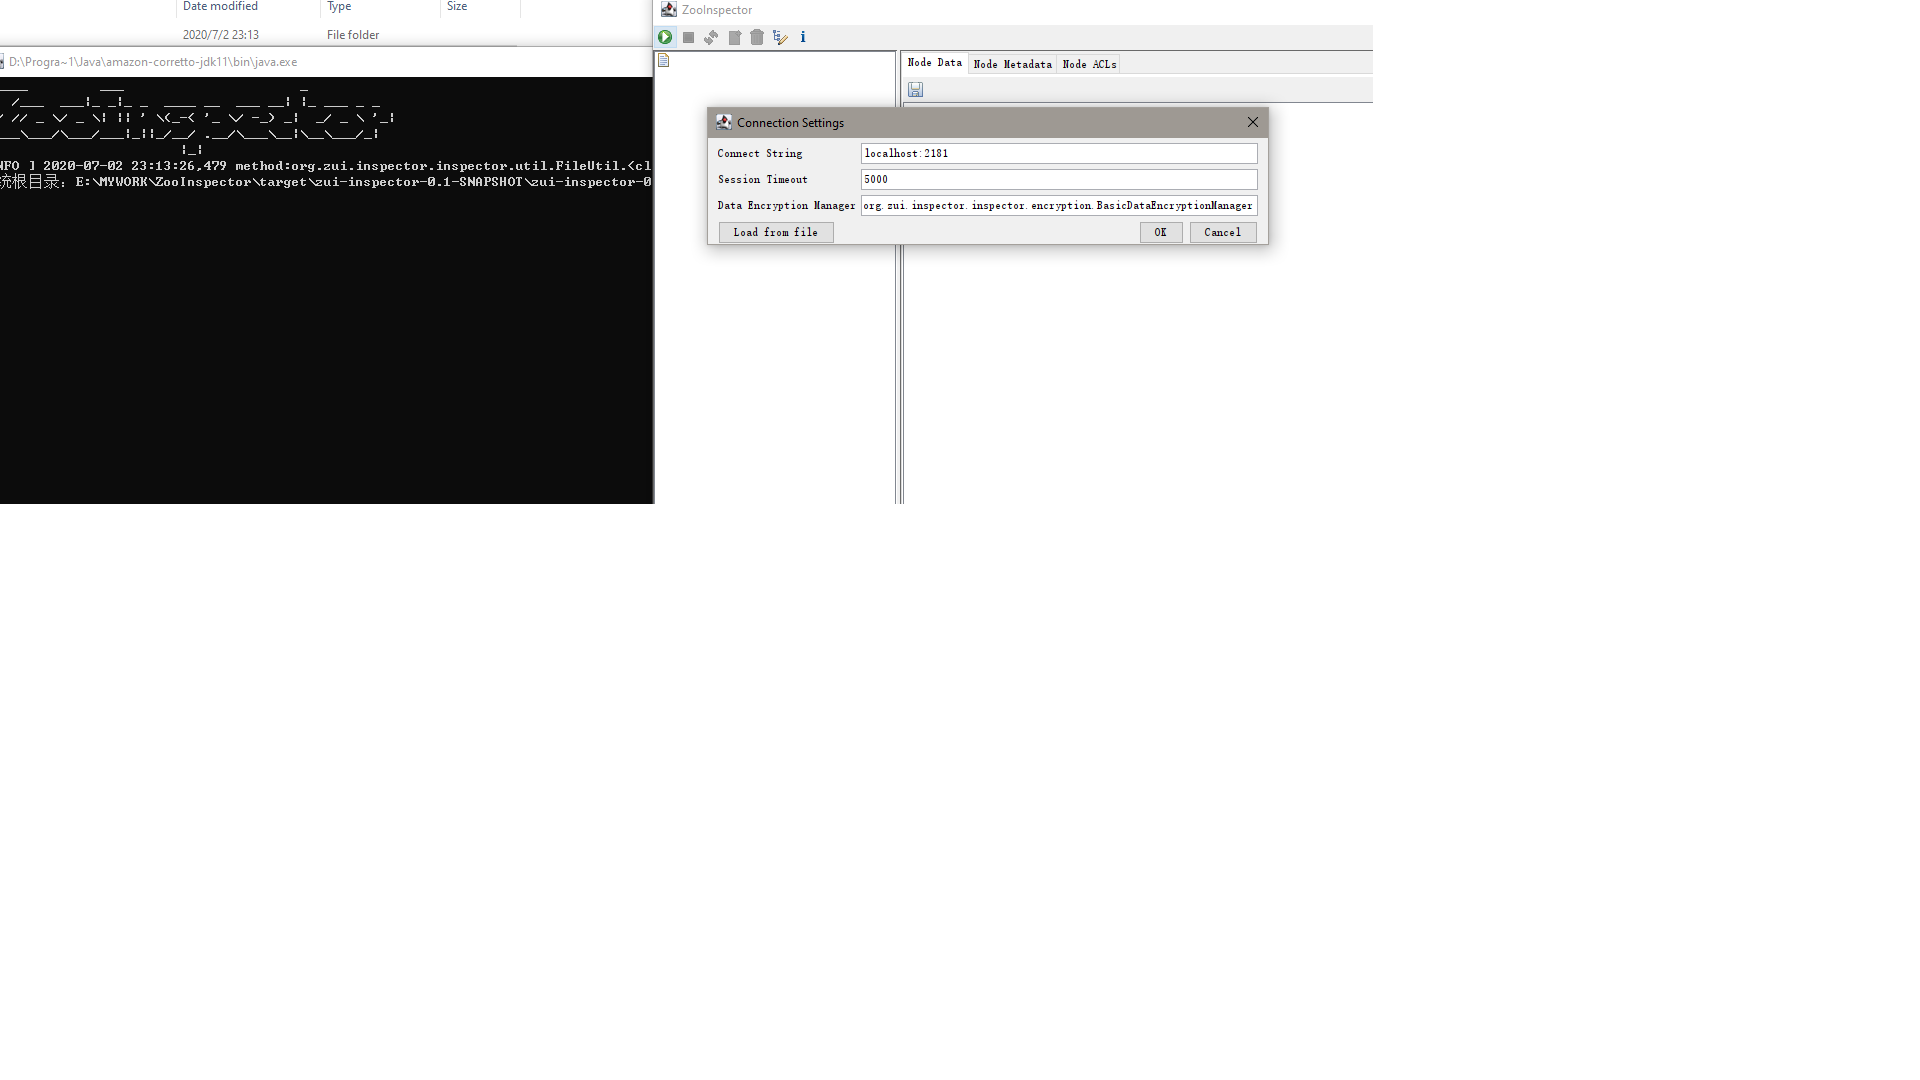 Date modified Type Size
2020/7/2 23:13 File folder
D:\Progra~1\Java\amazon-corretto-jdk11\bin\java.exe
NFO ] 2020-07-02 23:13:26,479 method:org.zui.inspector.inspector.util.FileUtil.<cl
统根目录: E:\MYWORK\ZooInspector\target\zui-inspector-0.1-SNAPSHOT\zui-inspector-0
ZooInspector
Node Data Node Metadata Node ACLs
Connection Settings
Connect String localhost:2181
Session Timeout 5000
Data Encryption Manager org.zui.inspector.inspector.encryption.BasicDataEncryptionManager
Load from file OK Cancel